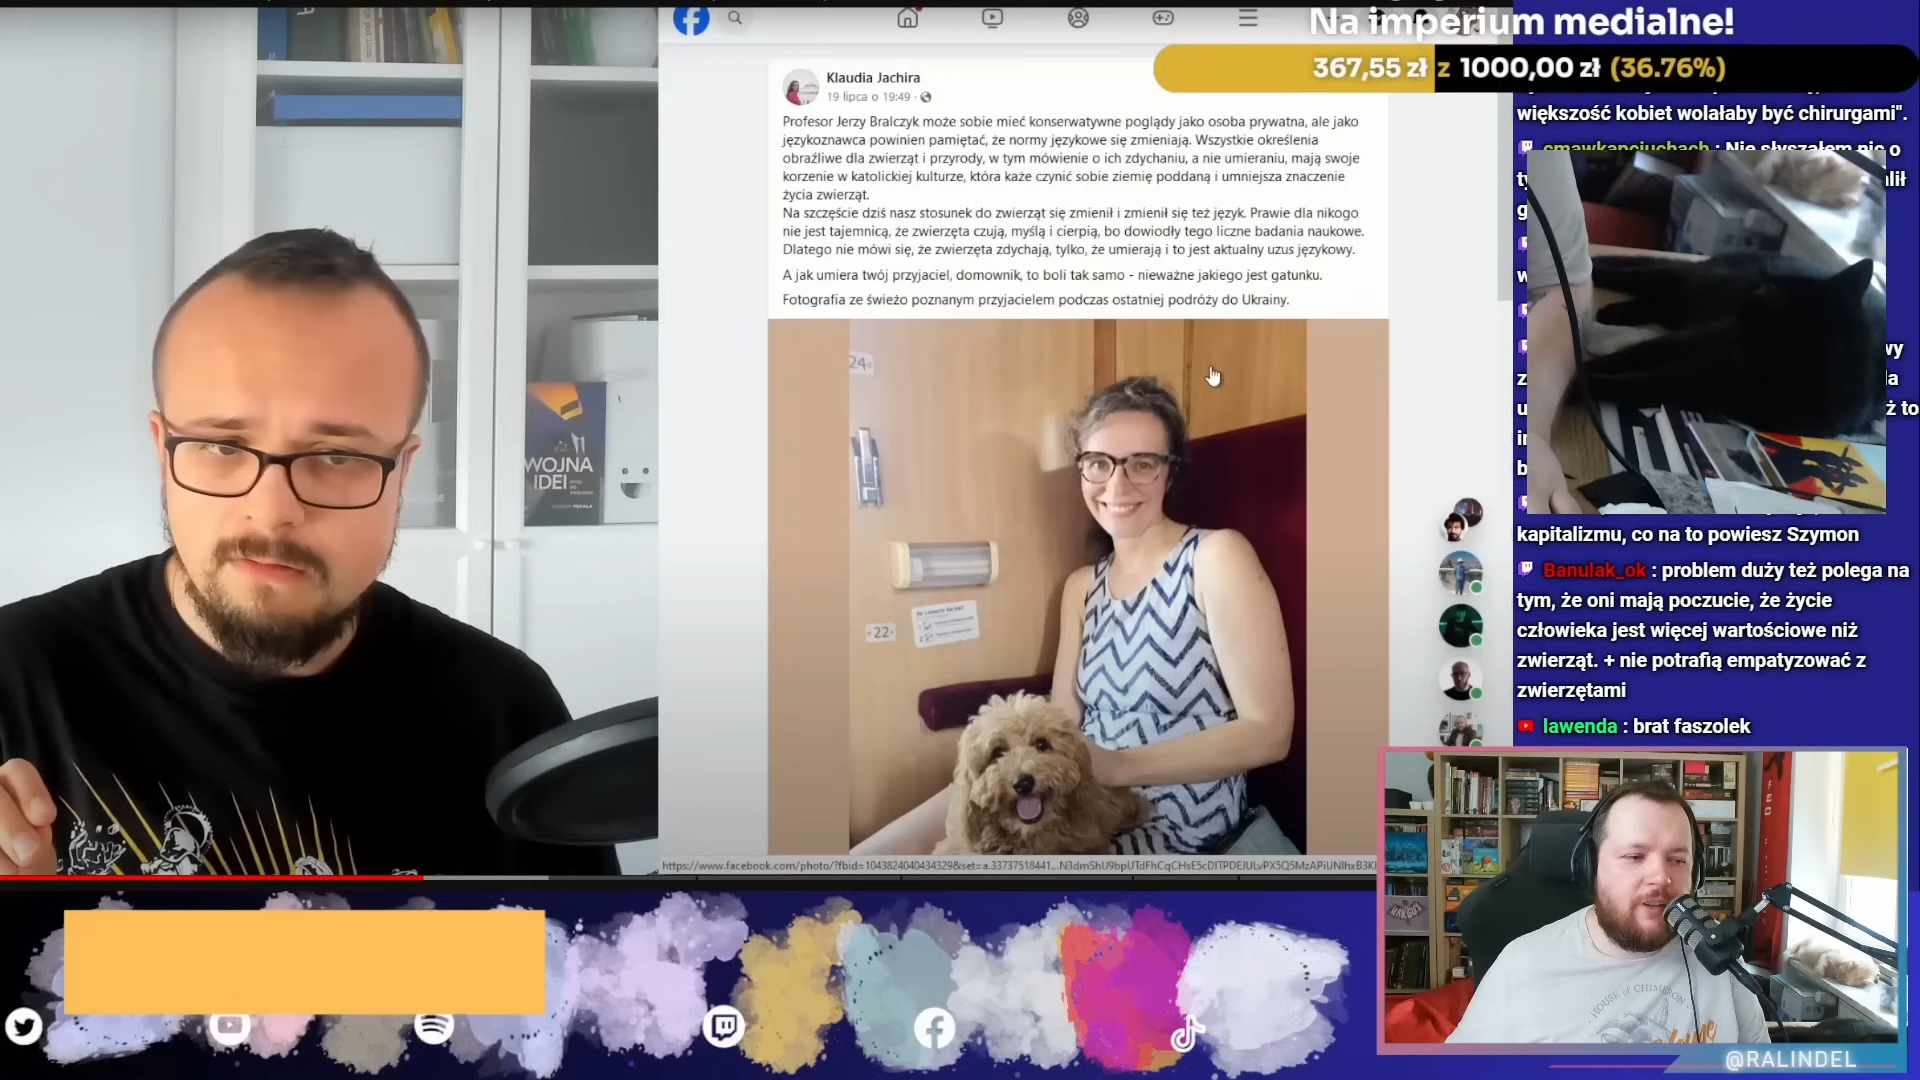 Na imperium medialne!
367,55 zł z 1000,00 zł (36.76%)
Klaudia Jachira
19 lipca o 19:49
Profesor Jerzy Bralczyk może sobie mieć konserwatywne poglądy jako osoba prywatna, ale jako
językoznawca powinien pamiętać, że normy językowe się zmieniają. Wszystkie określenia
obraźliwe dla zwierząt i przyrody, w tym mówienie o ich zdychaniu, a nie umieraniu, mają swoje
korzenie w katolickiej kulturze, która każe czynić sobie ziemię poddaną i umniejsza znaczenie
życia zwierząt.
Na szczęście dziś nasz stosunek do zwierząt się zmienił i zmienił się też język. Prawie dla nikogo
nie jest tajemnicą, że zwierzęta czują, myślą i cierpią, bo dowiodły tego liczne badania naukowe.
Dlatego nie mówi się, że zwierzęta zdychają, tylko, że umierają i to jest aktualny uzus językowy.
A jak umiera twój przyjaciel, domownik, to boli tak samo - nieważne jakiego jest gatunku.
Fotografia ze świeżo poznanym przyjacielem podczas ostatniej podróży do Ukrainy.
24
22
WOJNA
IDEI
większość kobiet wolałaby być chirurgami".
omawkapciuchach : Nie słyszałem nic o
kapitalizmu, co na to powiesz Szymon
Banulak_ok : problem duży też polega na
tym, że oni mają poczucie, że życie
człowieka jest więcej wartościowe niż
zwierząt. + nie potrafią empatyzować z
zwierzętami
lawenda : brat faszolek
HOUSE of CHIMERON
@RALINDEL